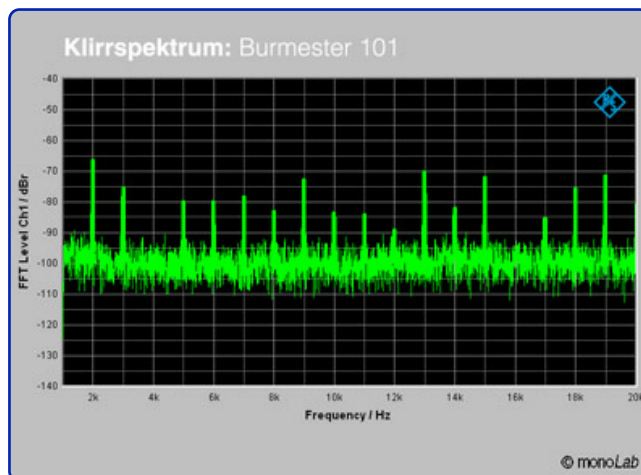 Klirrspektrum: Burmester 101
-40
-50
-60
-70
-80
-90
-100
-110
-120
-130
-140
FFT Level Ch1 / dBr
2k 4k 6k 8k 10k 12k 14k 16k 18k 20k
Frequency / Hz
© monoLab